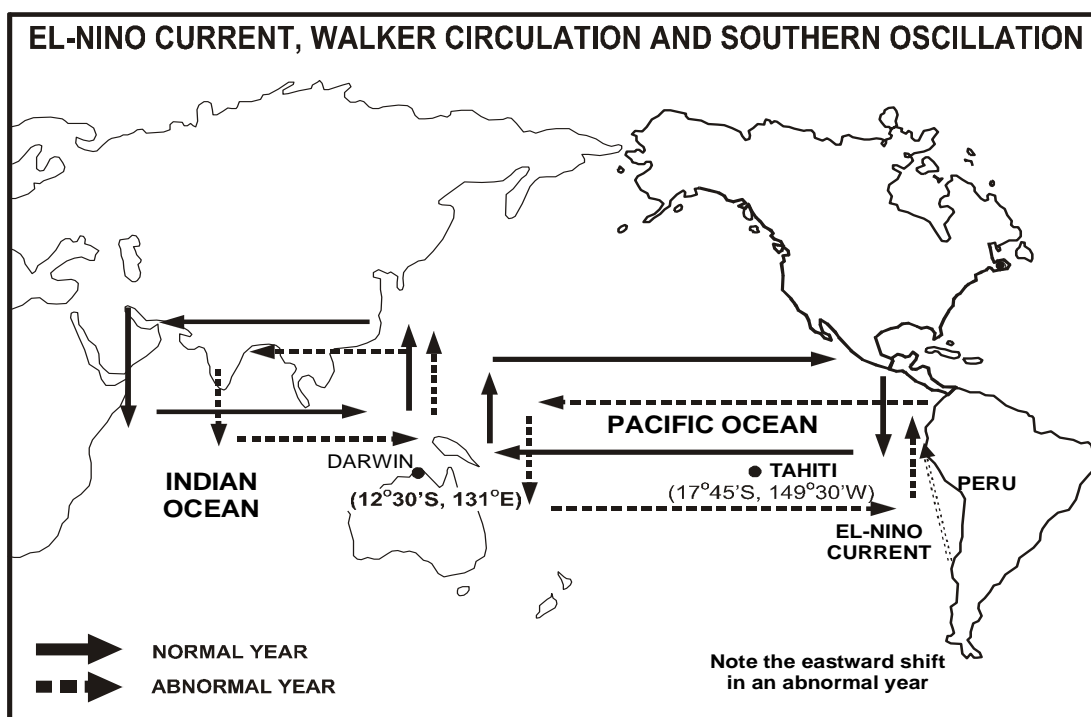 EL-NINO CURRENT, WALKER CIRCULATION AND SOUTHERN OSCILLATION
PACIFIC OCEAN
DARWIN
(12°30'S, 131°E)
INDIAN
OCEAN
TAHITI
(17°45'S, 149°30'W)
PERU
EL-NINO
CURRENT
NORMAL YEAR
ABNORMAL YEAR
Note the eastward shift
in an abnormal year